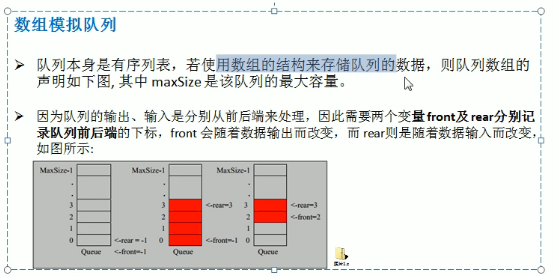 数组模拟队列
队列本身是有序列表，若使用数组的结构来存储队列的数据，则队列数组的
声明如下图, 其中 maxSize 是该队列的最大容量。
因为队列的输出、输入是分别从前后端来处理，因此需要两个变量front及rear分别记
录队列前后端的下标，front 会随着数据输出而改变，而 rear则是随着数据输入而改变，
如图所示:
MaxSize-1 MaxSize-1 MaxSize-1
. . .
. . .
3 3 <-rear=3 3 <-rear=3
2 2 2 <-front=2
1 1 1
0 <-rear = -1 0 0
Queue <-front=-1 Queue <-front=-1 Queue